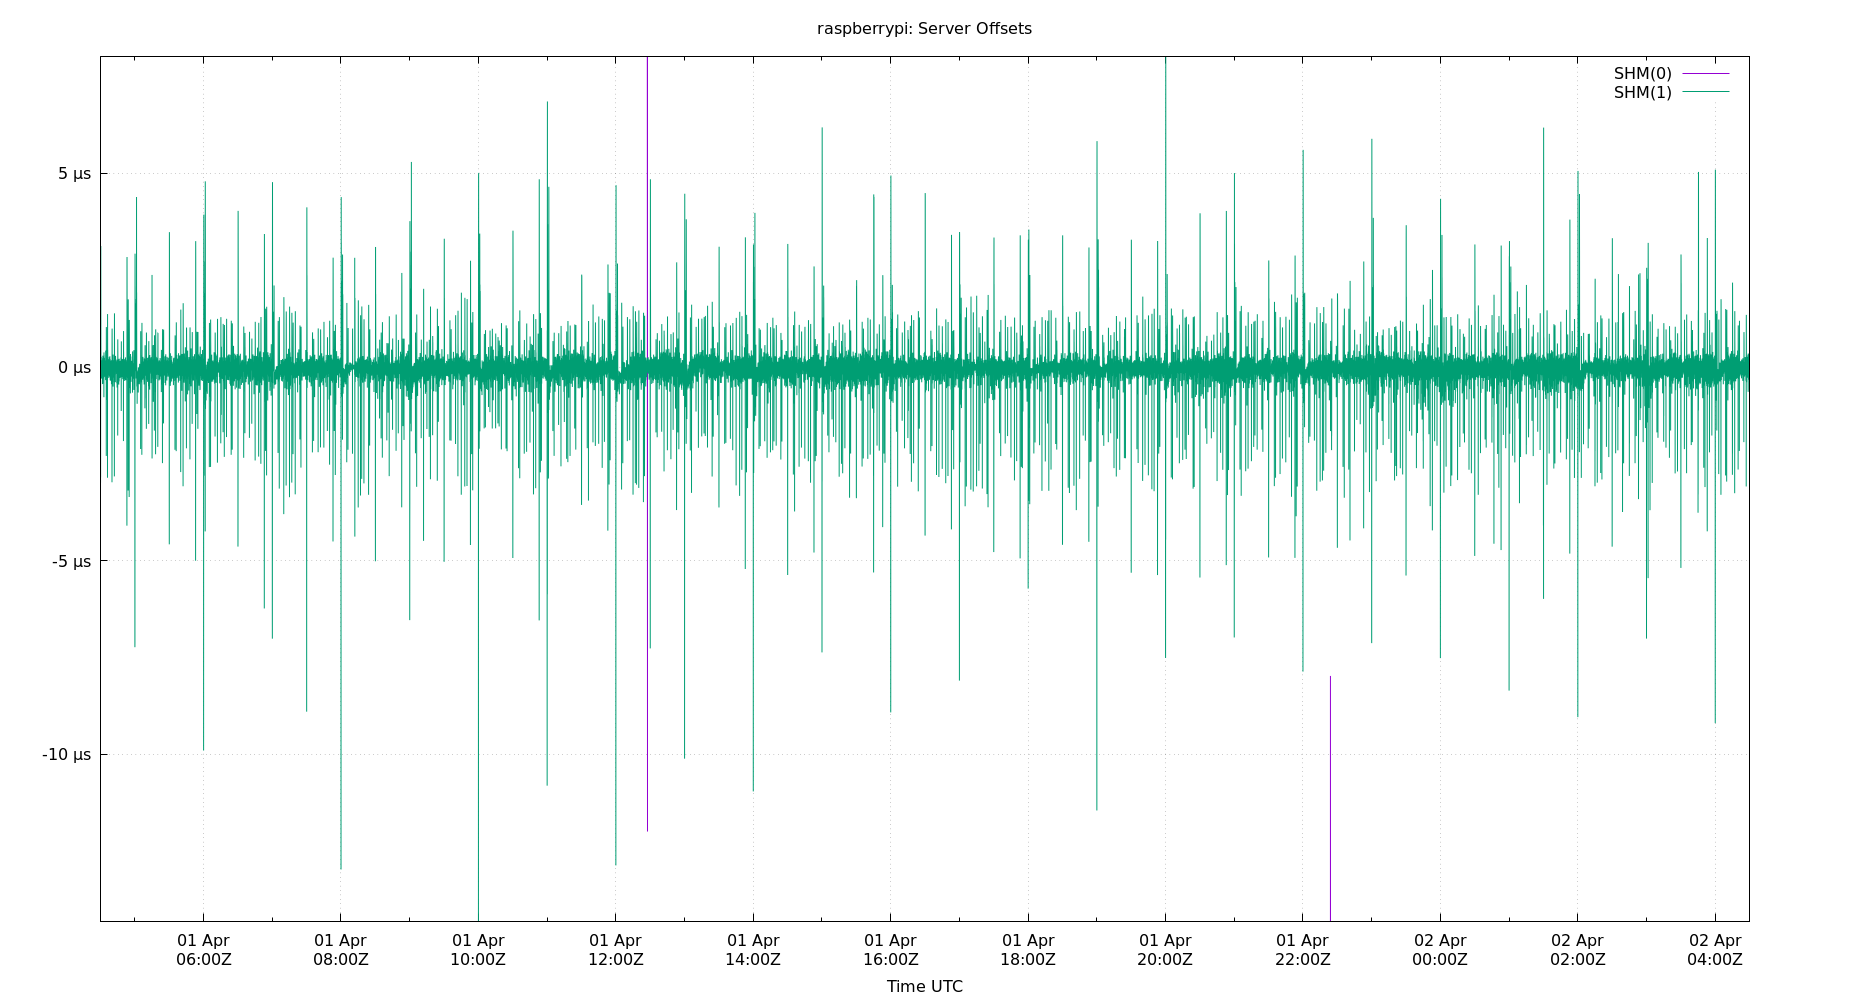 raspberrypi: Server Offsets
SHM(0)
SHM(1)
5 µs
0 µs
-5 µs
-10 µs
01 Apr 01 Apr 01 Apr 01 Apr 01 Apr 01 Apr 01 Apr 01 Apr 01 Apr 02 Apr 02 Apr 02 Apr
06:00Z 08:00Z 10:00Z 12:00Z 14:00Z 16:00Z 18:00Z 20:00Z 22:00Z 00:00Z 02:00Z 04:00Z
Time UTC